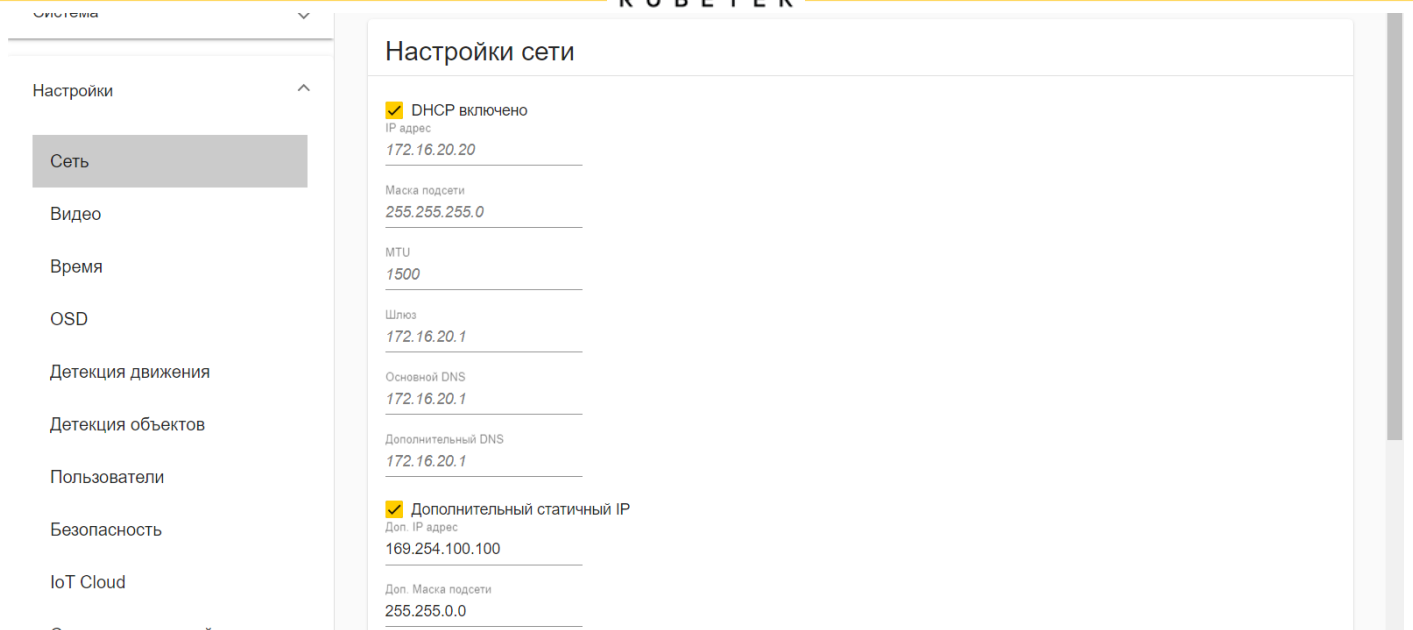 KUBETEK
Система
Настройки
Сеть
Видео
Время
OSD
Детекция движения
Детекция объектов
Пользователи
Безопасность
IoT Cloud
Настройки сети
DHCP включено
IP адрес
172.16.20.20
Маска подсети
255.255.255.0
MTU
1500
Шлюз
172.16.20.1
Основной DNS
172.16.20.1
Дополнительный DNS
172.16.20.1
Дополнительный статичный IP
Доп. IP адрес
169.254.100.100
Доп. Маска подсети
255.255.0.0